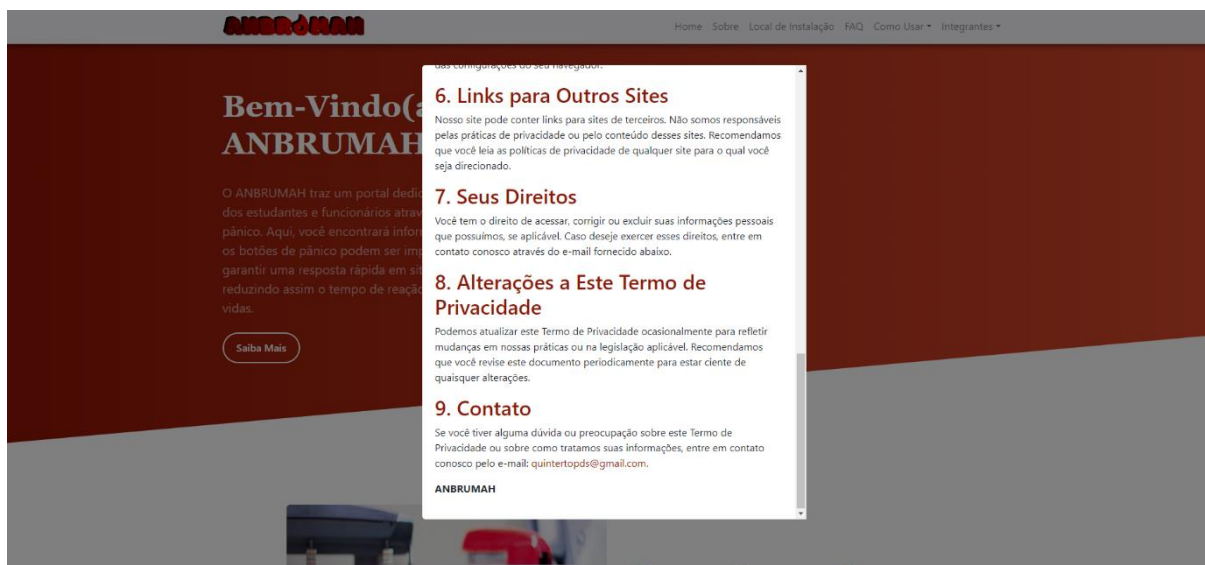 ANBRUMAH
Home Sobre Local de Instalação FAQ Como Usar Integrantes
Bem-Vindo(a
ANBRUMAH
O ANBRUMAH traz um portal dedic
dos estudantes e funcionários atrav
pânico. Aqui, você encontrará infor
os botões de pânico podem ser imp
garantir uma resposta rápida em sit
reduzindo assim o tempo de reação
vidas.
Saiba Mais
das configurações do seu navegador.
6. Links para Outros Sites
Nosso site pode conter links para sites de terceiros. Não somos responsáveis
pelas práticas de privacidade ou pelo conteúdo desses sites. Recomendamos
que você leia as políticas de privacidade de qualquer site para o qual você
seja direcionado.
7. Seus Direitos
Você tem o direito de acessar, corrigir ou excluir suas informações pessoais
que possuímos, se aplicável. Caso deseje exercer esses direitos, entre em
contato conosco através do e-mail fornecido abaixo.
8. Alterações a Este Termo de
Privacidade
Podemos atualizar este Termo de Privacidade ocasionalmente para refletir
mudanças em nossas práticas ou na legislação aplicável. Recomendamos
que você revise este documento periodicamente para estar ciente de
quaisquer alterações.
9. Contato
Se você tiver alguma dúvida ou preocupação sobre este Termo de
Privacidade ou sobre como tratamos suas informações, entre em contato
conosco pelo e-mail: quintertopds@gmail.com.
ANBRUMAH